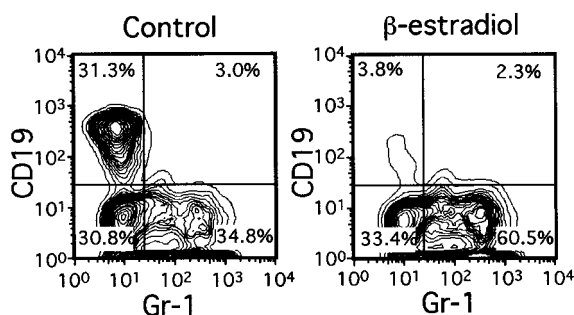 Control
β-estradiol
CD19
10⁴
10³
10²
10¹
10⁰
31.3%
3.0%
30.8%
34.8%
10⁰ 10¹ 10² 10³ 10⁴
Gr-1
CD19
10⁴
10³
10²
10¹
10⁰
3.8%
2.3%
33.4%
60.5%
10⁰ 10¹ 10² 10³ 10⁴
Gr-1